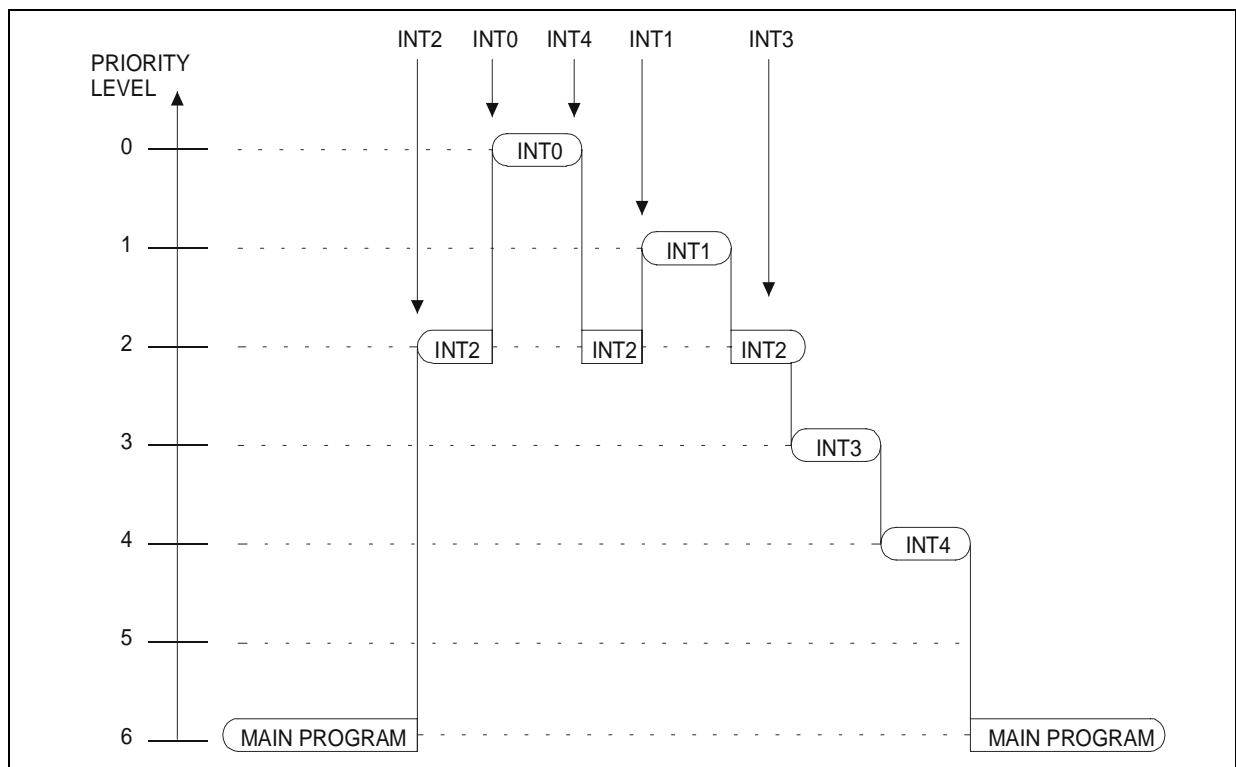 INT2 INT0 INT4 INT1 INT3
PRIORITY
LEVEL
0 INT0
1 INT1
2 INT2 INT2 INT2
3 INT3
4 INT4
5
6 MAIN PROGRAM MAIN PROGRAM